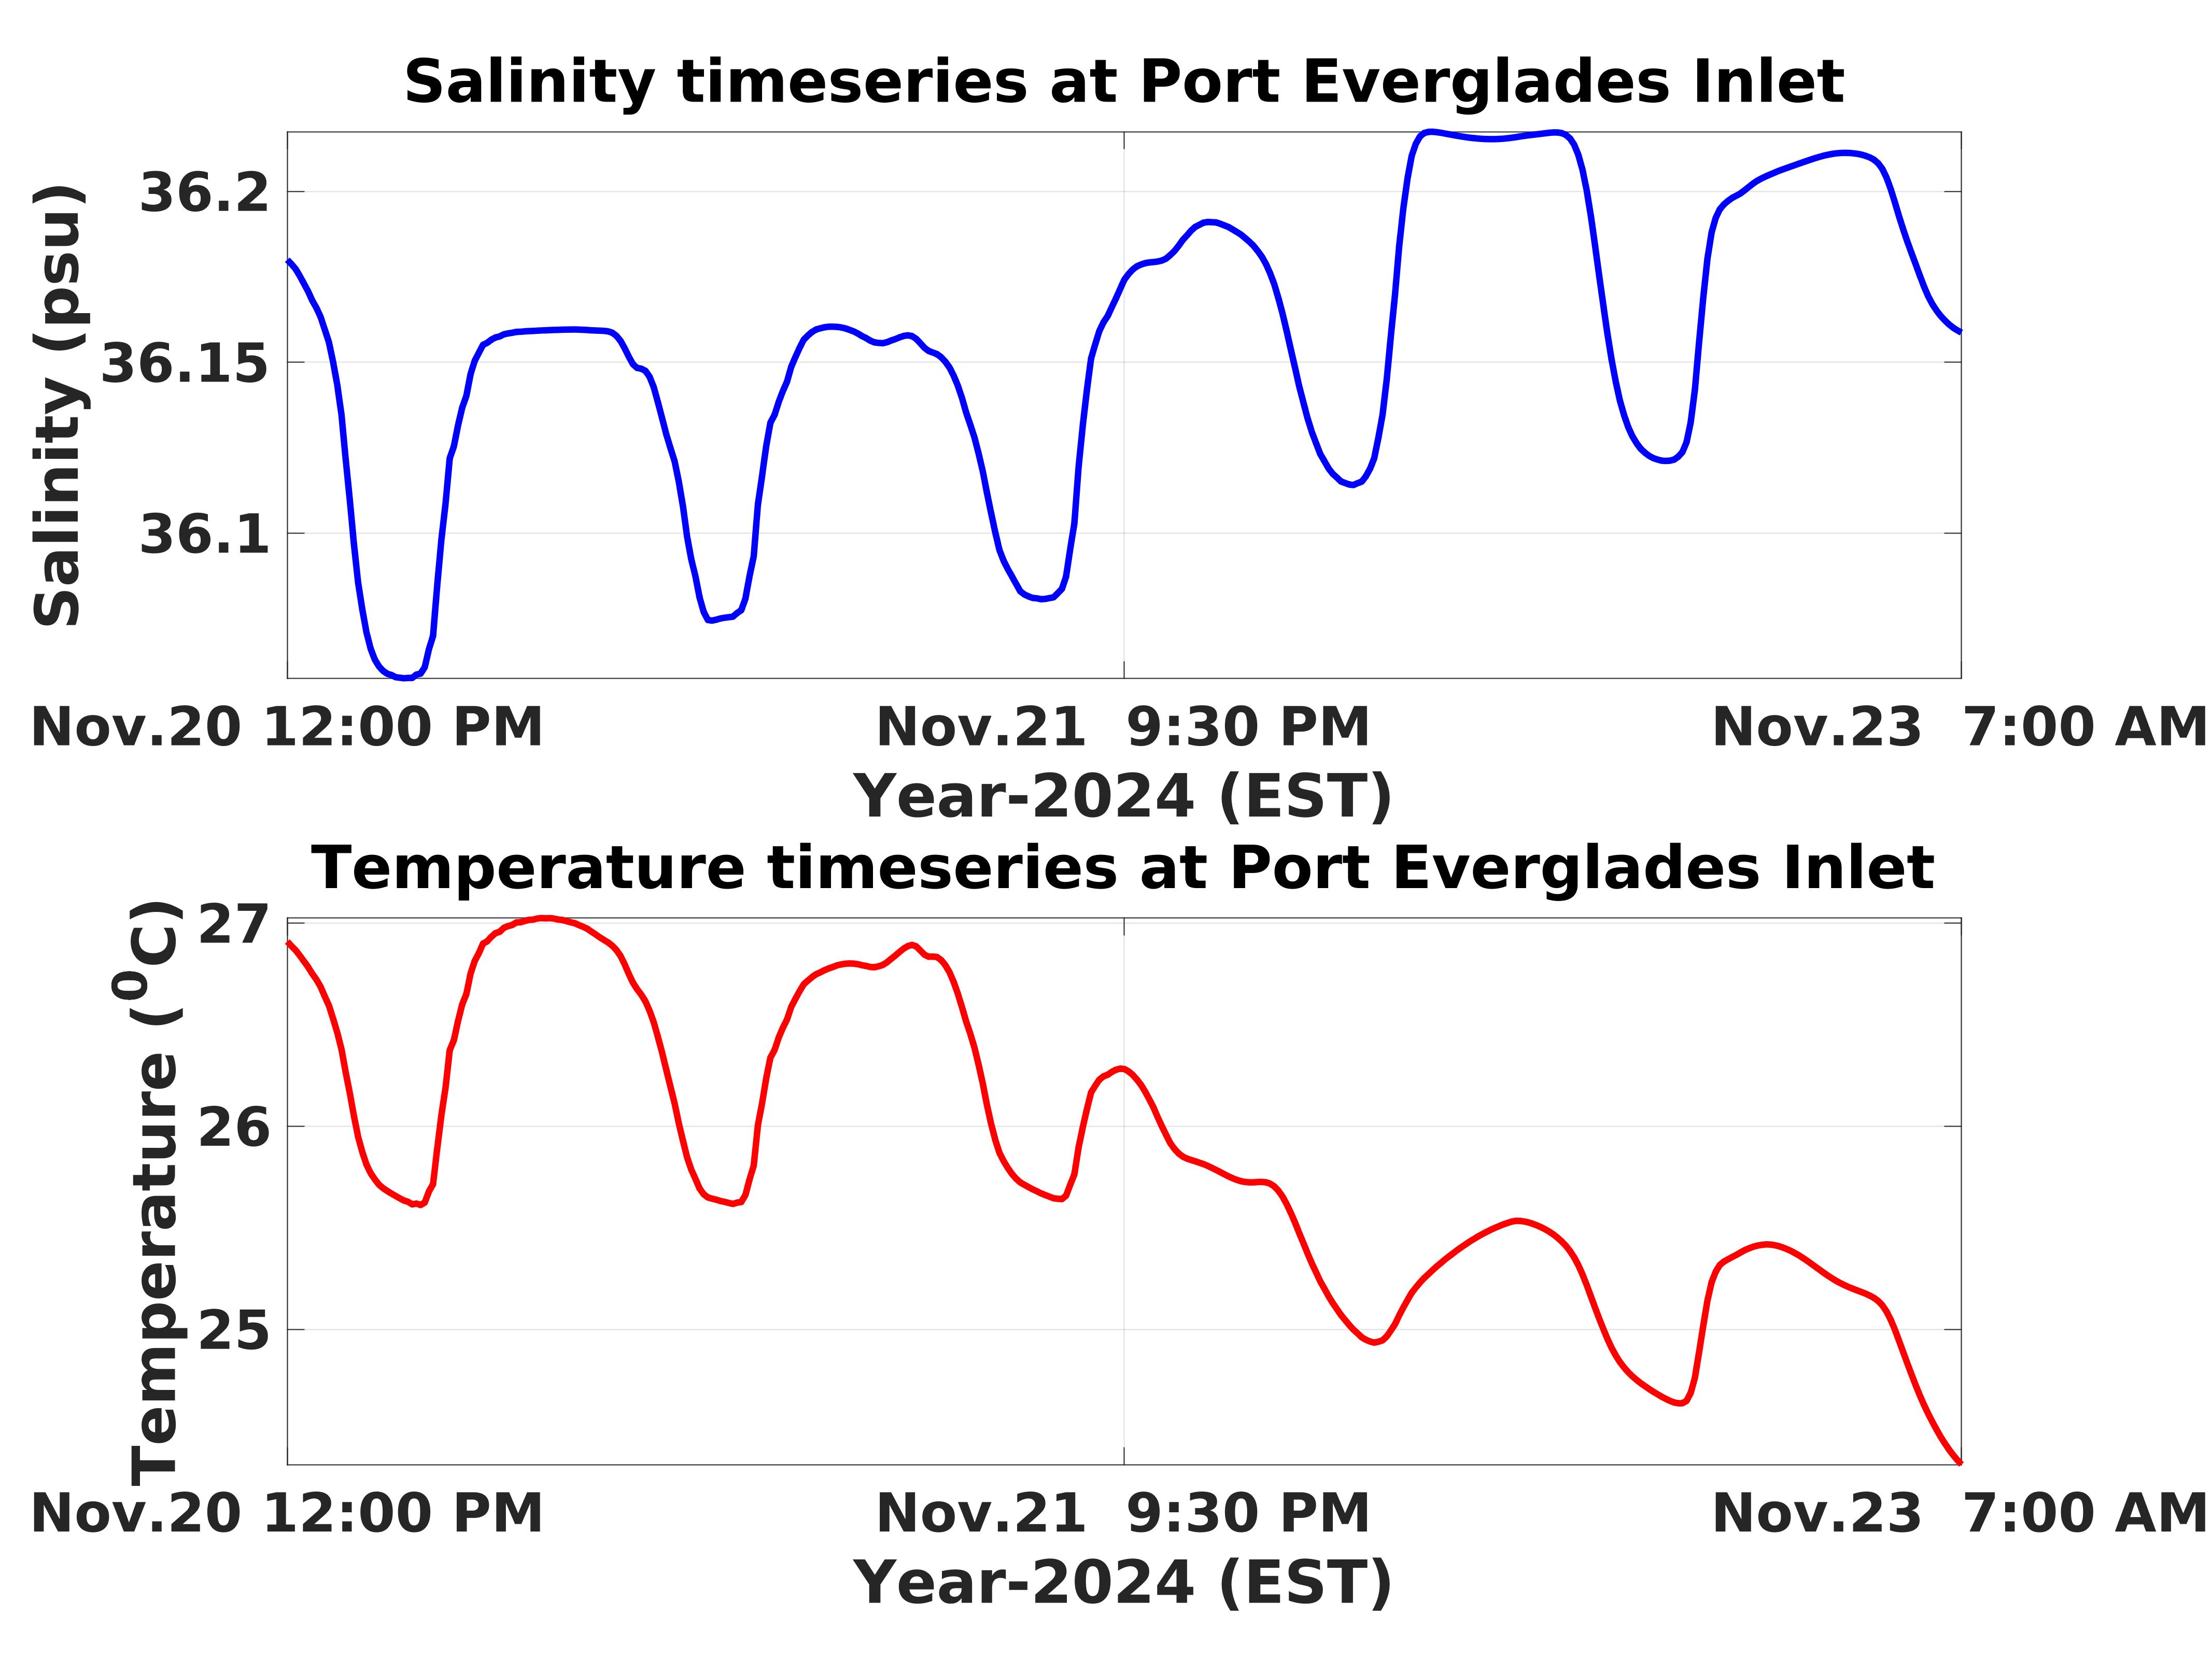 Salinity timeseries at Port Everglades Inlet
Salinity (psu)
36.2
36.15
36.1
Nov.20 12:00 PM Nov.21 9:30 PM Nov.23 7:00 AM
Year-2024 (EST)
Temperature timeseries at Port Everglades Inlet
Temperature (⁰C)
27
26
25
Nov.20 12:00 PM Nov.21 9:30 PM Nov.23 7:00 AM
Year-2024 (EST)